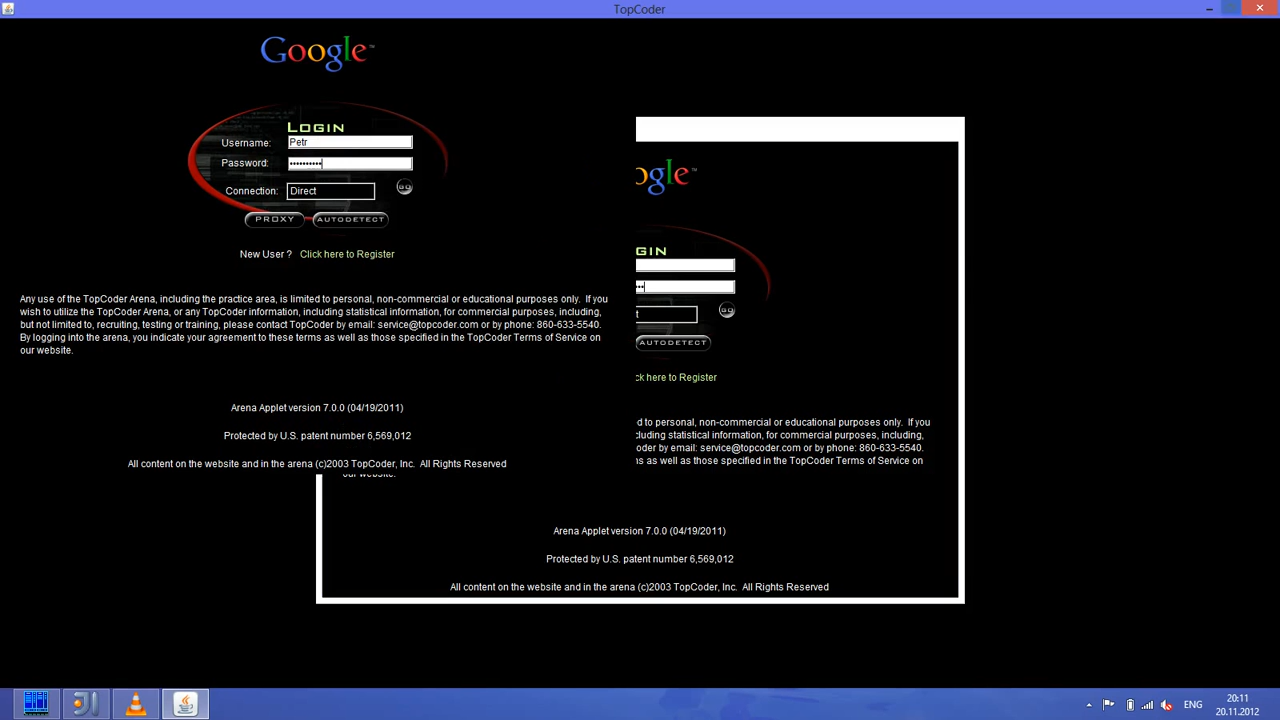 TopCoder
Google™
LOGIN
Username: Petr
Password: ••••••••••
Connection: Direct GO
PROXY AUTODETECT
New User ? Click here to Register
Any use of the TopCoder Arena, including the practice area, is limited to personal, non-commercial or educational purposes only. If you
wish to utilize the TopCoder Arena, or any TopCoder information, including statistical information, for commercial purposes, including,
but not limited to, recruiting, testing or training, please contact TopCoder by email: service@topcoder.com or by phone: 860-633-5540.
By logging into the arena, you indicate your agreement to these terms as well as those specified in the TopCoder Terms of Service on
our website.
Arena Applet version 7.0.0 (04/19/2011)
Protected by U.S. patent number 6,569,012
All content on the website and in the arena (c)2003 TopCoder, Inc. All Rights Reserved
ogle™
GIN
t GO
AUTODETECT
ck here to Register
d to personal, non-commercial or educational purposes only. If you
cluding statistical information, for commercial purposes, including,
oder by email: service@topcoder.com or by phone: 860-633-5540.
ms as well as those specified in the TopCoder Terms of Service on
our website.
Arena Applet version 7.0.0 (04/19/2011)
Protected by U.S. patent number 6,569,012
All content on the website and in the arena (c)2003 TopCoder, Inc. All Rights Reserved
ENG
20:11
20.11.2012